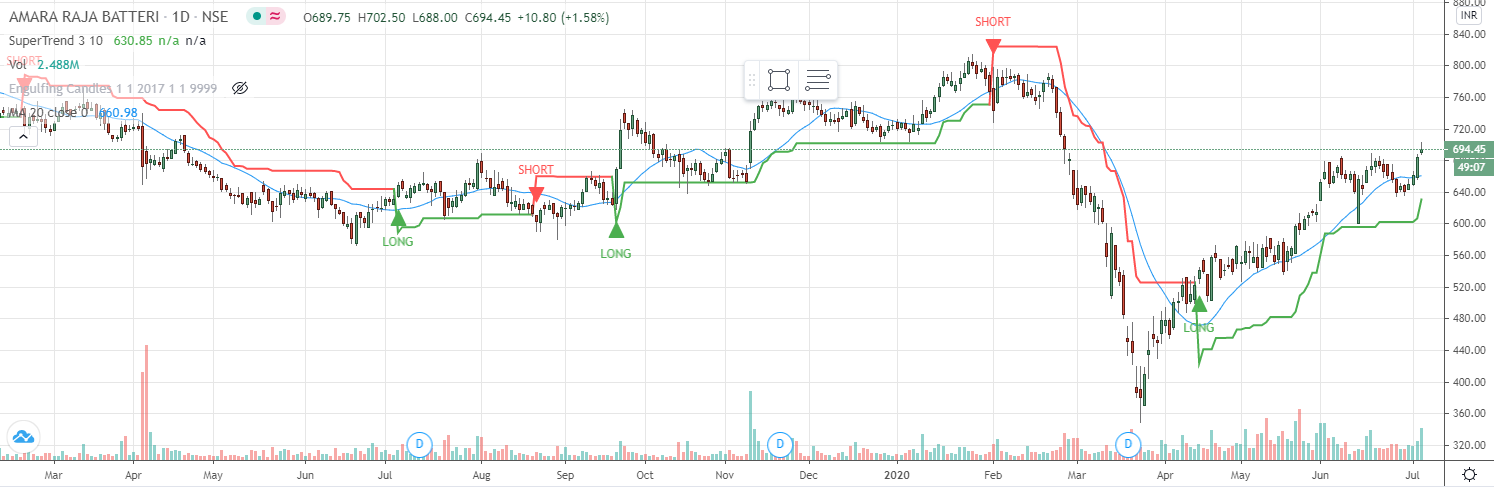 AMARA RAJA BATTERI · 1D · NSE O689.75 H702.50 L688.00 C694.45 +10.80 (+1.58%)
SuperTrend 3 10 630.85 n/a n/a
SHORT
Vol 2.488M
Engulfing Candles 1 1 2017 1 1 9999
MA 20 close 0 660.98
SHORT
SHORT
LONG
LONG
LONG
D
D
D
880.00
INR
840.00
800.00
760.00
720.00
694.45
49:07
640.00
600.00
560.00
520.00
480.00
440.00
400.00
360.00
320.00
Mar Apr May Jun Jul Aug Sep Oct Nov Dec 2020 Feb Mar Apr May Jun Jul